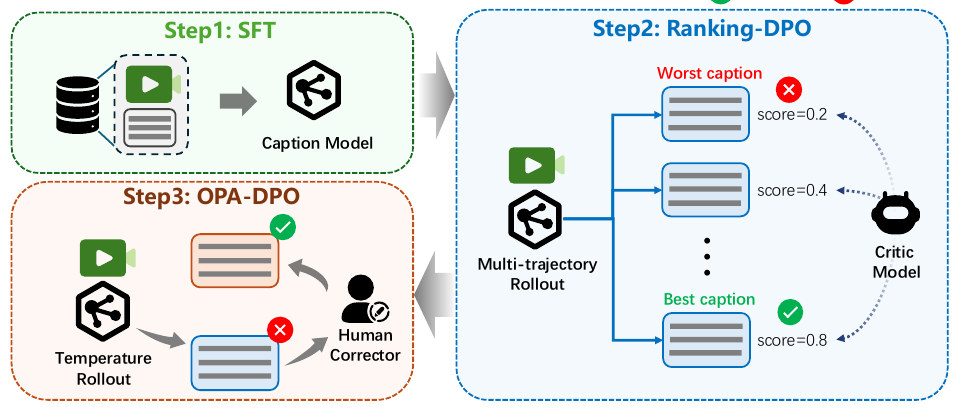 Step1: SFT
Caption Model
Step2: Ranking-DPO
Worst caption
score=0.2
score=0.4
Multi-trajectory
Rollout
Critic
Model
Best caption
score=0.8
Step3: OPA-DPO
Temperature
Rollout
Human
Corrector